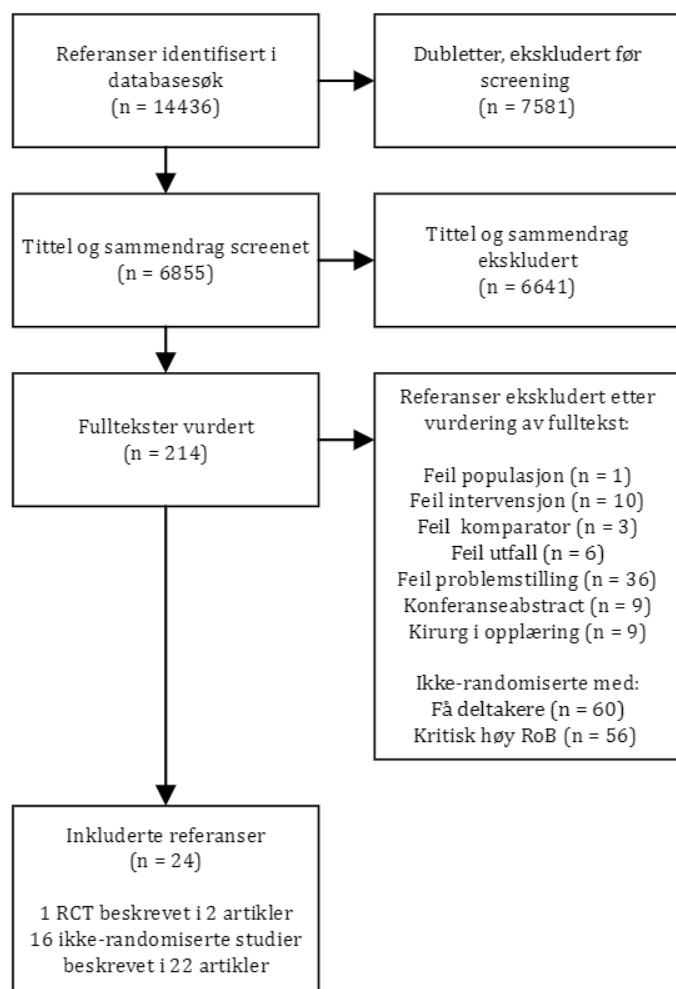 Referanser identifisert i
databasesøk
(n = 14436)
Dubletter, ekskludert før
screening
(n = 7581)
Tittel og sammendrag screenet
(n = 6855)
Tittel og sammendrag
ekskludert
(n = 6641)
Fulltekster vurdert
(n = 214)
Referanser ekskludert etter
vurdering av fulltekst:
Feil populasjon (n = 1)
Feil intervensjon (n = 10)
Feil komparator (n = 3)
Feil utfall (n = 6)
Feil problemstilling (n = 36)
Konferanseabstract (n = 9)
Kirurg i opplæring (n = 9)
Ikke-randomiserte med:
Få deltakere (n = 60)
Kritisk høy RoB (n = 56)
Inkluderte referanser
(n = 24)
1 RCT beskrevet i 2 artikler
16 ikke-randomiserte studier
beskrevet i 22 artikler